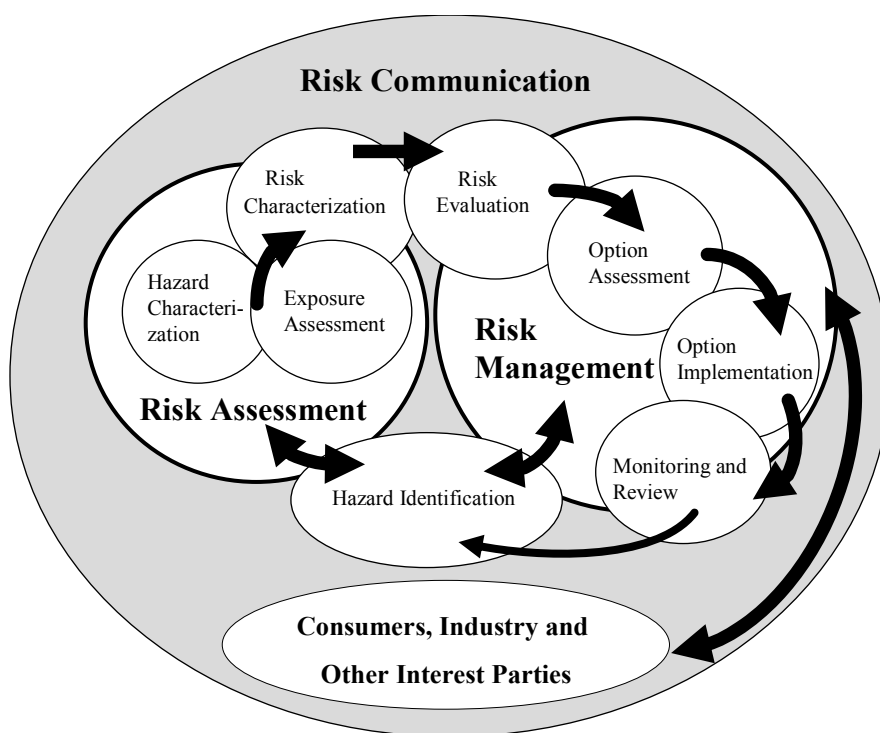 Risk Communication
Risk
Characterization
Risk
Evaluation
Option
Assessment
Hazard
Characteri-
zation
Exposure
Assessment
Risk
Management
Option
Implementation
Risk Assessment
Monitoring and
Review
Hazard Identification
Consumers, Industry and
Other Interest Parties